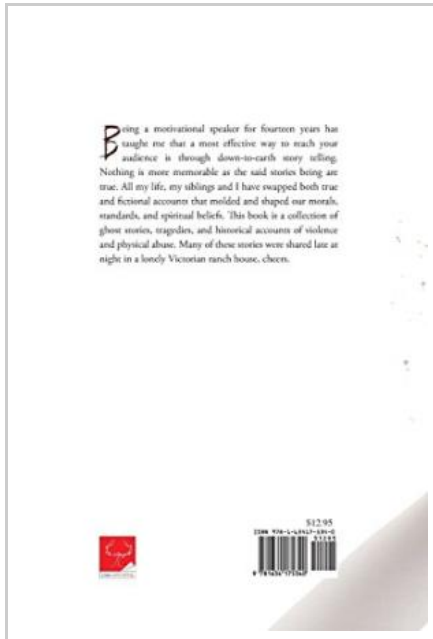 Being a motivational speaker for fourteen years has
taught me that a most effective way to reach your
audience is through down-to-earth story telling.
Nothing is more memorable as the said stories being are
true. All my life, my siblings and I have swapped both true
and fictional accounts that molded and shaped our morals,
standards, and spiritual beliefs. This book is a collection of
ghost stories, tragedies, and historical accounts of violence
and physical abuse. Many of these stories were shared late at
night in a lonely Victorian ranch house, cheers.
$12.95